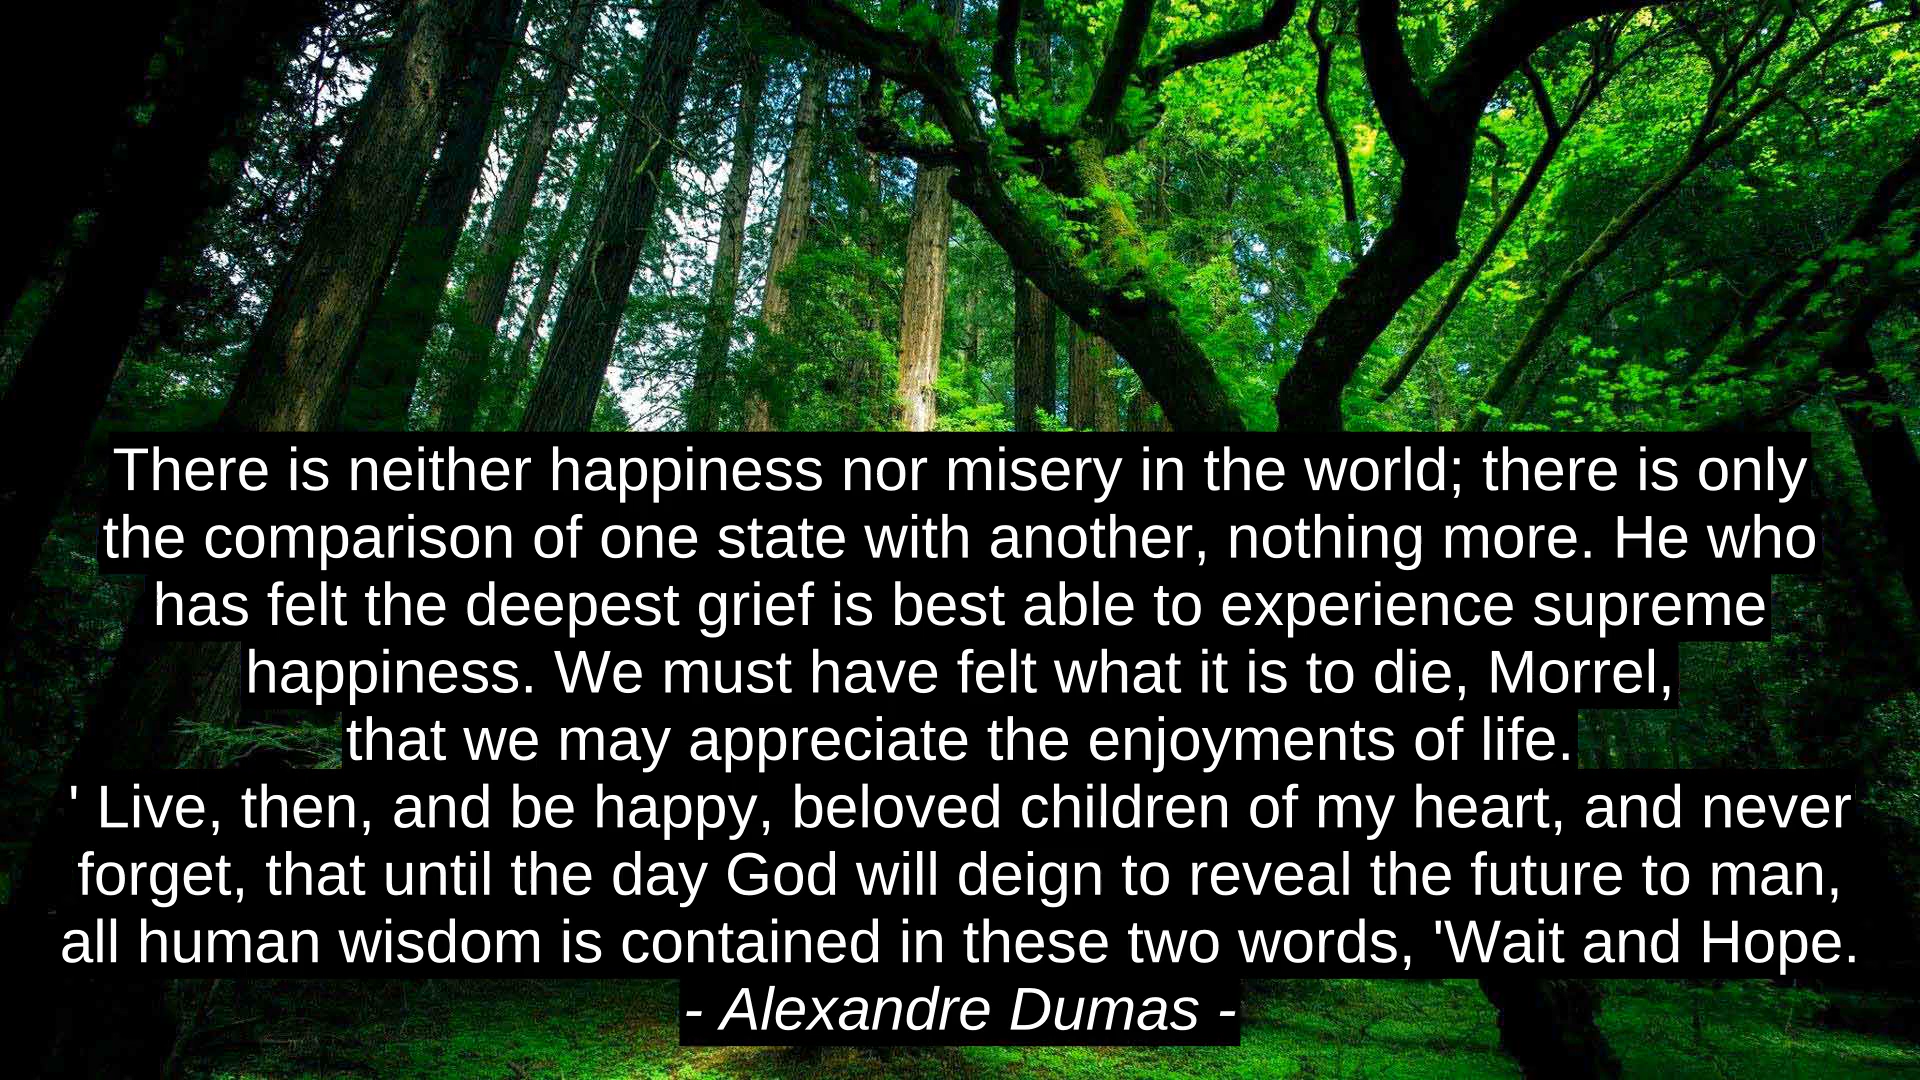 There is neither happiness nor misery in the world; there is only
the comparison of one state with another, nothing more. He who
has felt the deepest grief is best able to experience supreme
happiness. We must have felt what it is to die, Morrel,
that we may appreciate the enjoyments of life.
' Live, then, and be happy, beloved children of my heart, and never
forget, that until the day God will deign to reveal the future to man,
all human wisdom is contained in these two words, 'Wait and Hope.
- Alexandre Dumas -